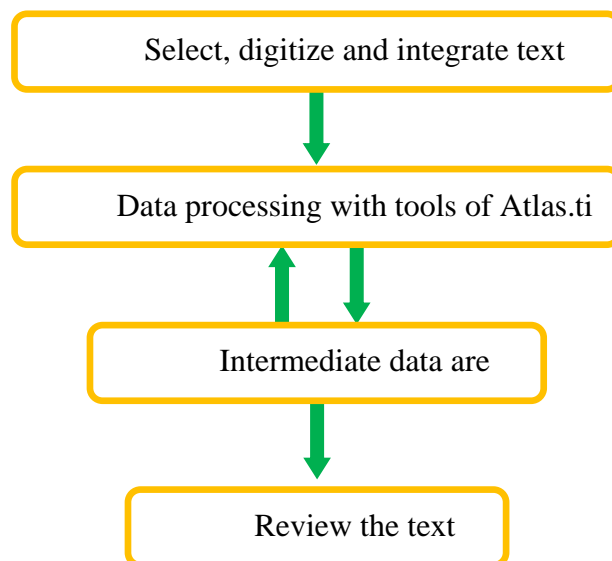 Select, digitize and integrate text
Data processing with tools of Atlas.ti
Intermediate data are
Review the text